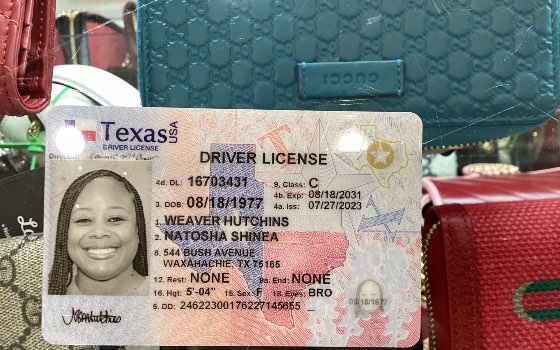 GUCCI
Texas USA
DRIVER LICENSE
DRIVER LICENSE
4d. DL: 16703431 9. Class: C
4b. Exp: 08/18/2031
3. DOB: 08/18/1977 4a. Iss: 07/27/2023
1. WEAVER HUTCHINS
2. NATOSHA SHINEA
8. 544 BUSH AVENUE
WAXAHACHIE, TX 75165
12. Rest: NONE 9a. End: NONE
16. Hgt: 5'-04" 15. Sex: F 18. Eyes: BRO
5. DD: 24622300176227145655
08/18/1977